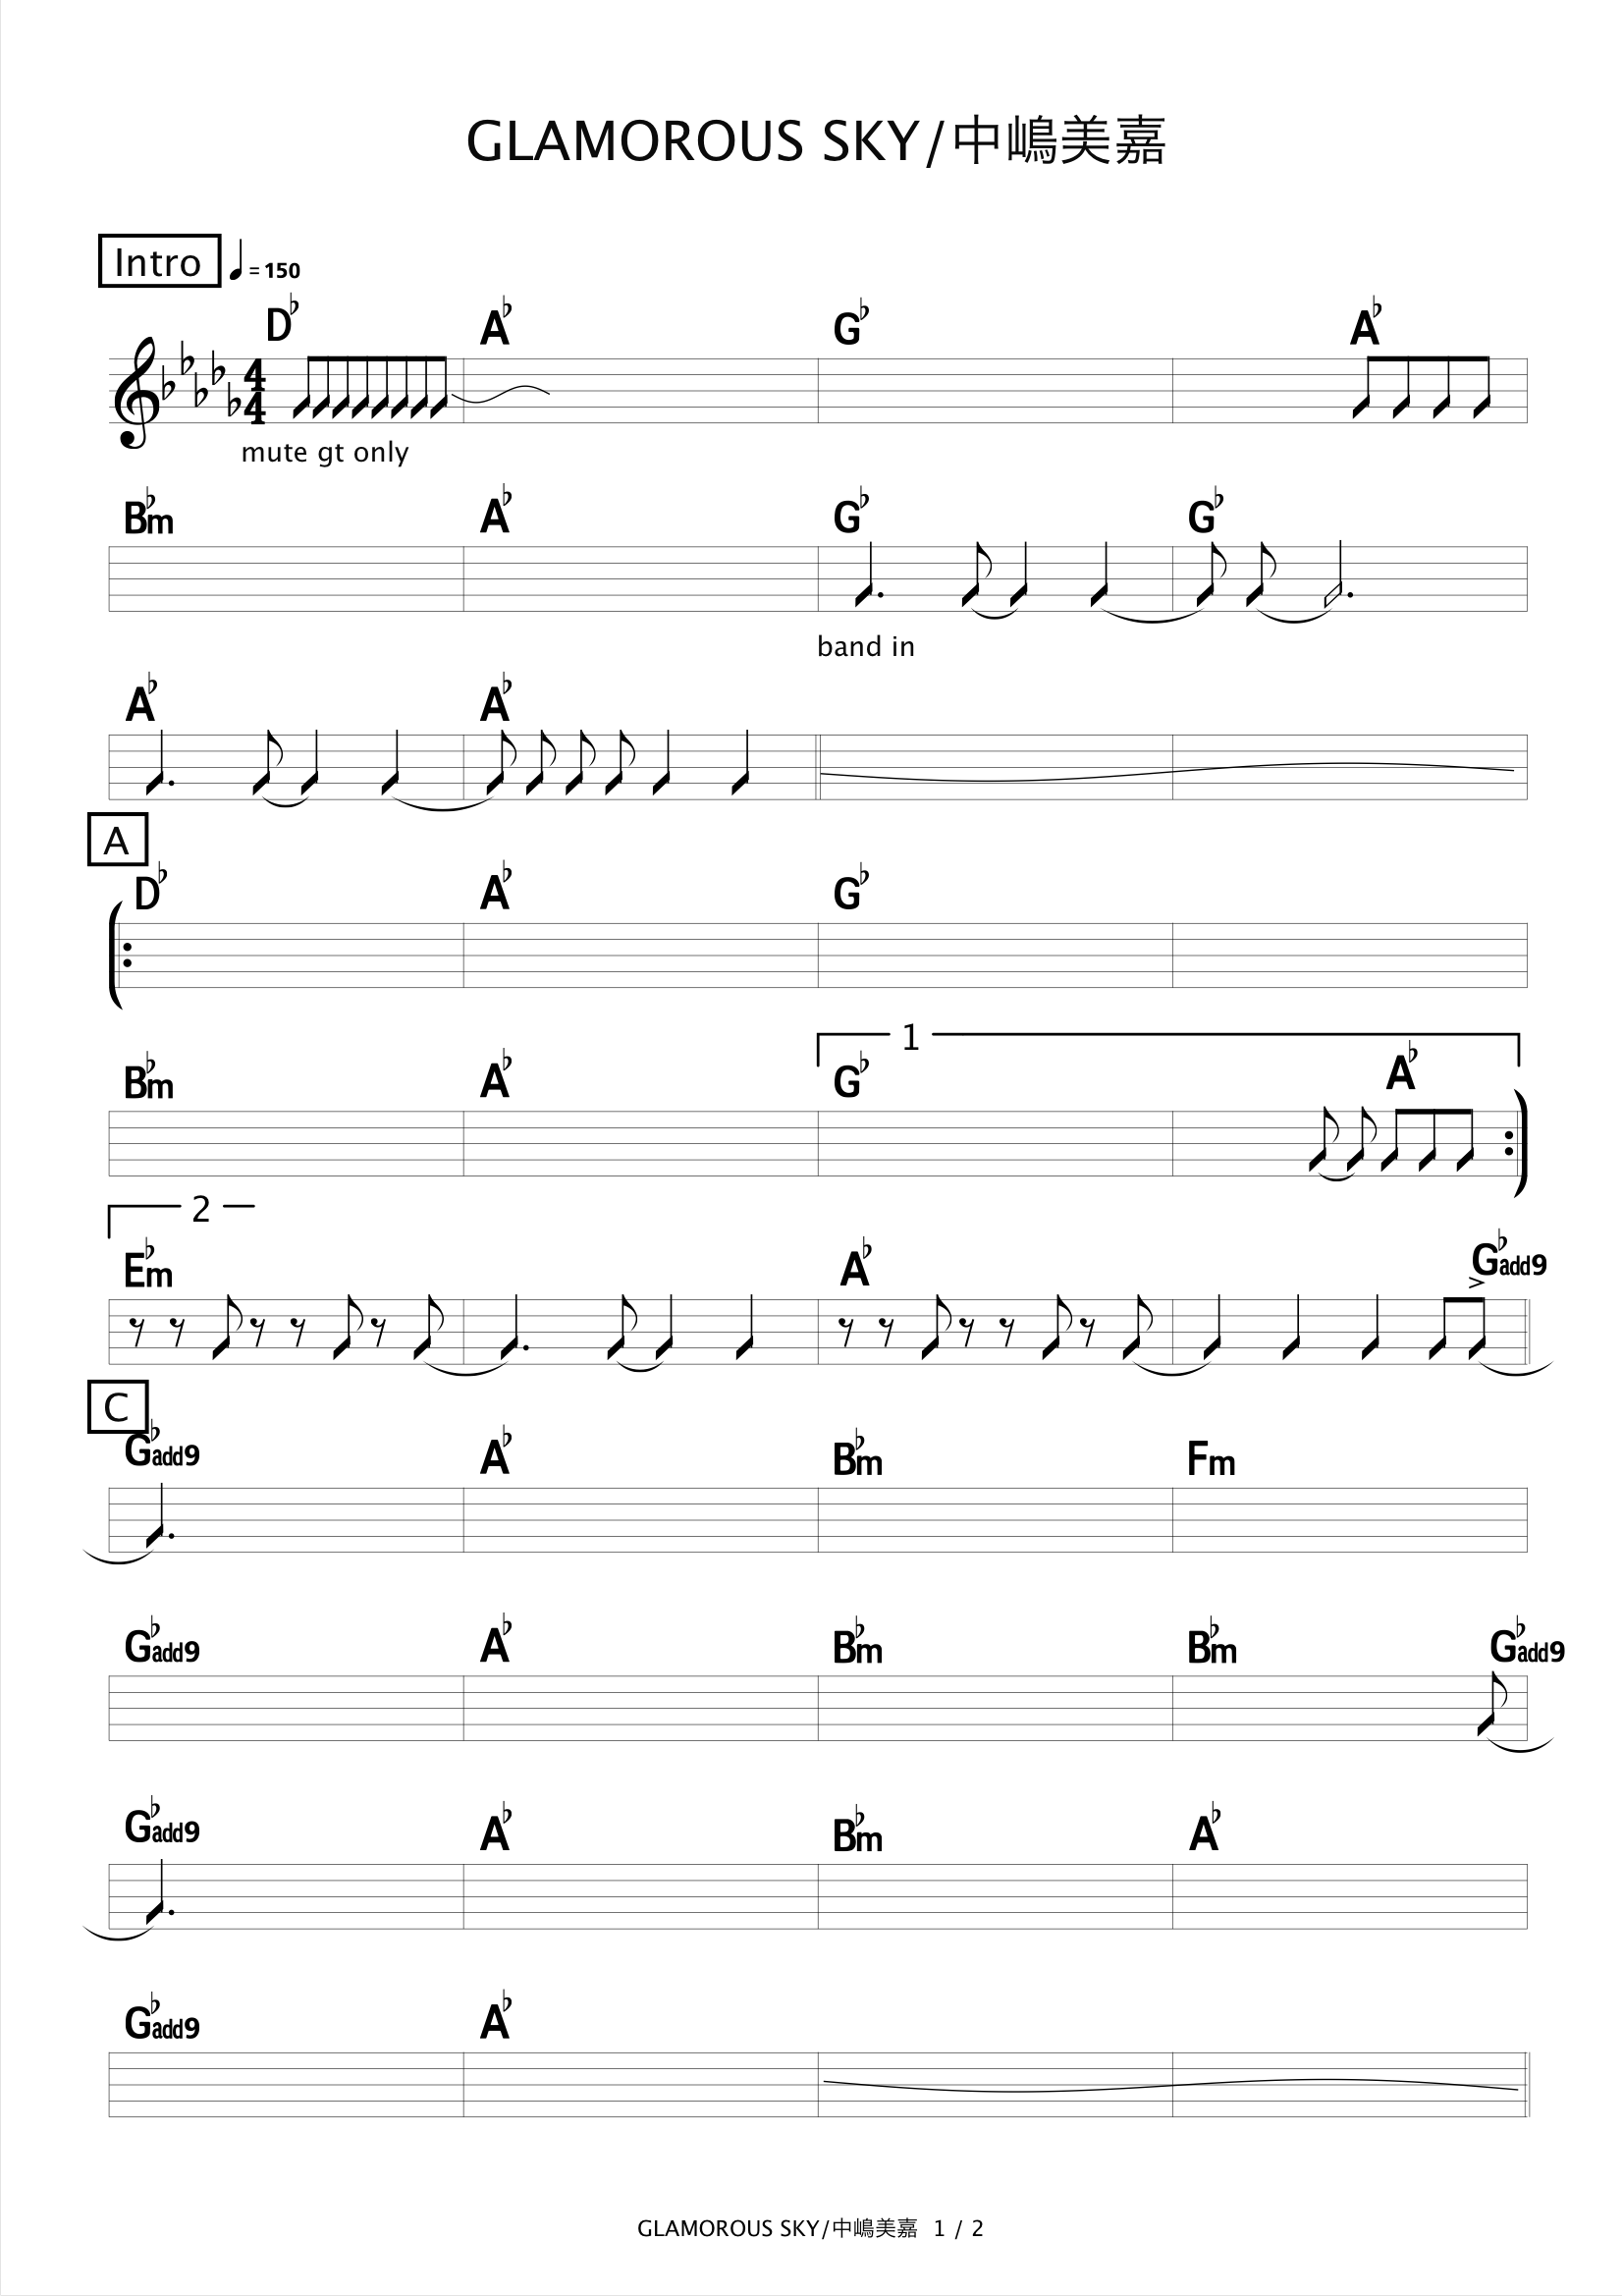 GLAMOROUS SKY/中嶋美嘉
Intro ♩=150
D♭ A♭ G♭ A♭
4/4
mute gt only
B♭m A♭ G♭ G♭
band in
A♭ A♭
A
D♭ A♭ G♭
1
B♭m A♭ G♭ A♭
2
E♭m A♭ G♭add9
C
G♭add9 A♭ B♭m Fm
G♭add9 A♭ B♭m B♭m G♭add9
G♭add9 A♭ B♭m A♭
G♭add9 A♭
GLAMOROUS SKY/中嶋美嘉 1 / 2